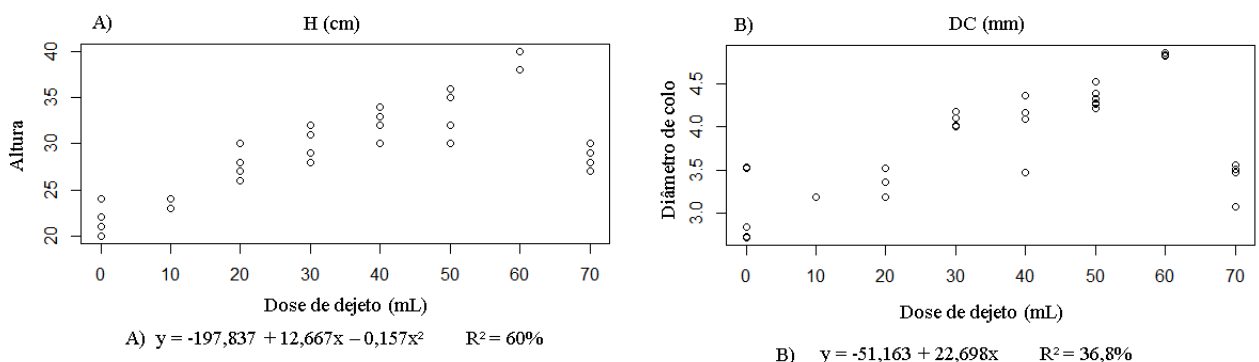 A) H (cm)
Altura
40
35
30
25
20
0 10 20 30 40 50 60 70
Dose de dejeto (mL)
A) y = -197,837 + 12,667x – 0,157x² R² = 60%
B) DC (mm)
Diâmetro de colo
4.5
4.0
3.5
3.0
0 10 20 30 40 50 60 70
Dose de dejeto (mL)
B) y = -51,163 + 22,698x R² = 36,8%